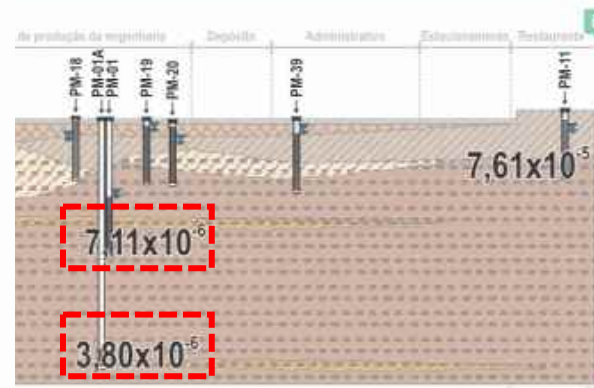 de produção da engenharia Depósito Administrativo Estacionamento Restaurante
PM-18
PM-01A
PM-01
PM-19
PM-20
PM-39
PM-11
7,61x10-5
7,11x10-6
3,80x10-6